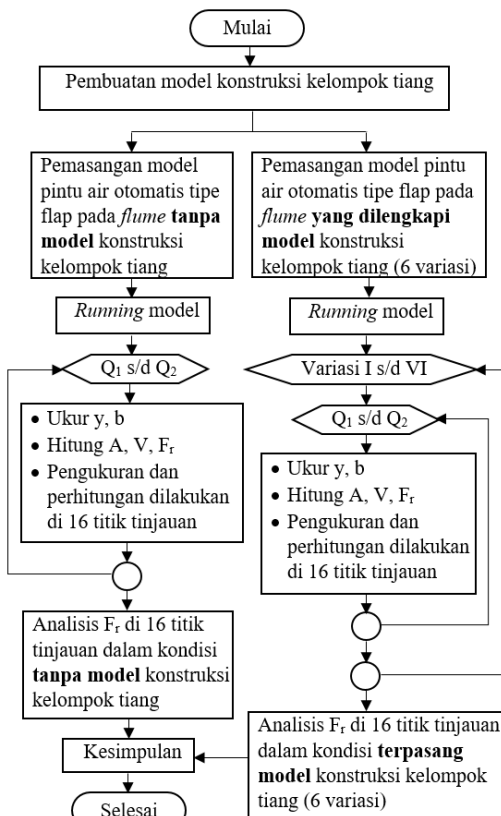 Mulai
Pembuatan model konstruksi kelompok tiang
Pemasangan model
pintu air otomatis tipe
flap pada flume tanpa
model konstruksi
kelompok tiang
Pemasangan model pintu
air otomatis tipe flap pada
flume yang dilengkapi
model konstruksi
kelompok tiang (6 variasi)
Running model
Running model
Q₁ s/d Q₂
Variasi I s/d VI
Q₁ s/d Q₂
• Ukur y, b
• Hitung A, V, Fᵣ
• Pengukuran dan
perhitungan dilakukan
di 16 titik tinjauan
• Ukur y, b
• Hitung A, V, Fᵣ
• Pengukuran dan
perhitungan dilakukan
di 16 titik tinjauan
Analisis Fᵣ di 16 titik
tinjauan dalam kondisi
tanpa model konstruksi
kelompok tiang
Analisis Fᵣ di 16 titik tinjauan
dalam kondisi terpasang
model konstruksi kelompok
tiang (6 variasi)
Kesimpulan
Selesai